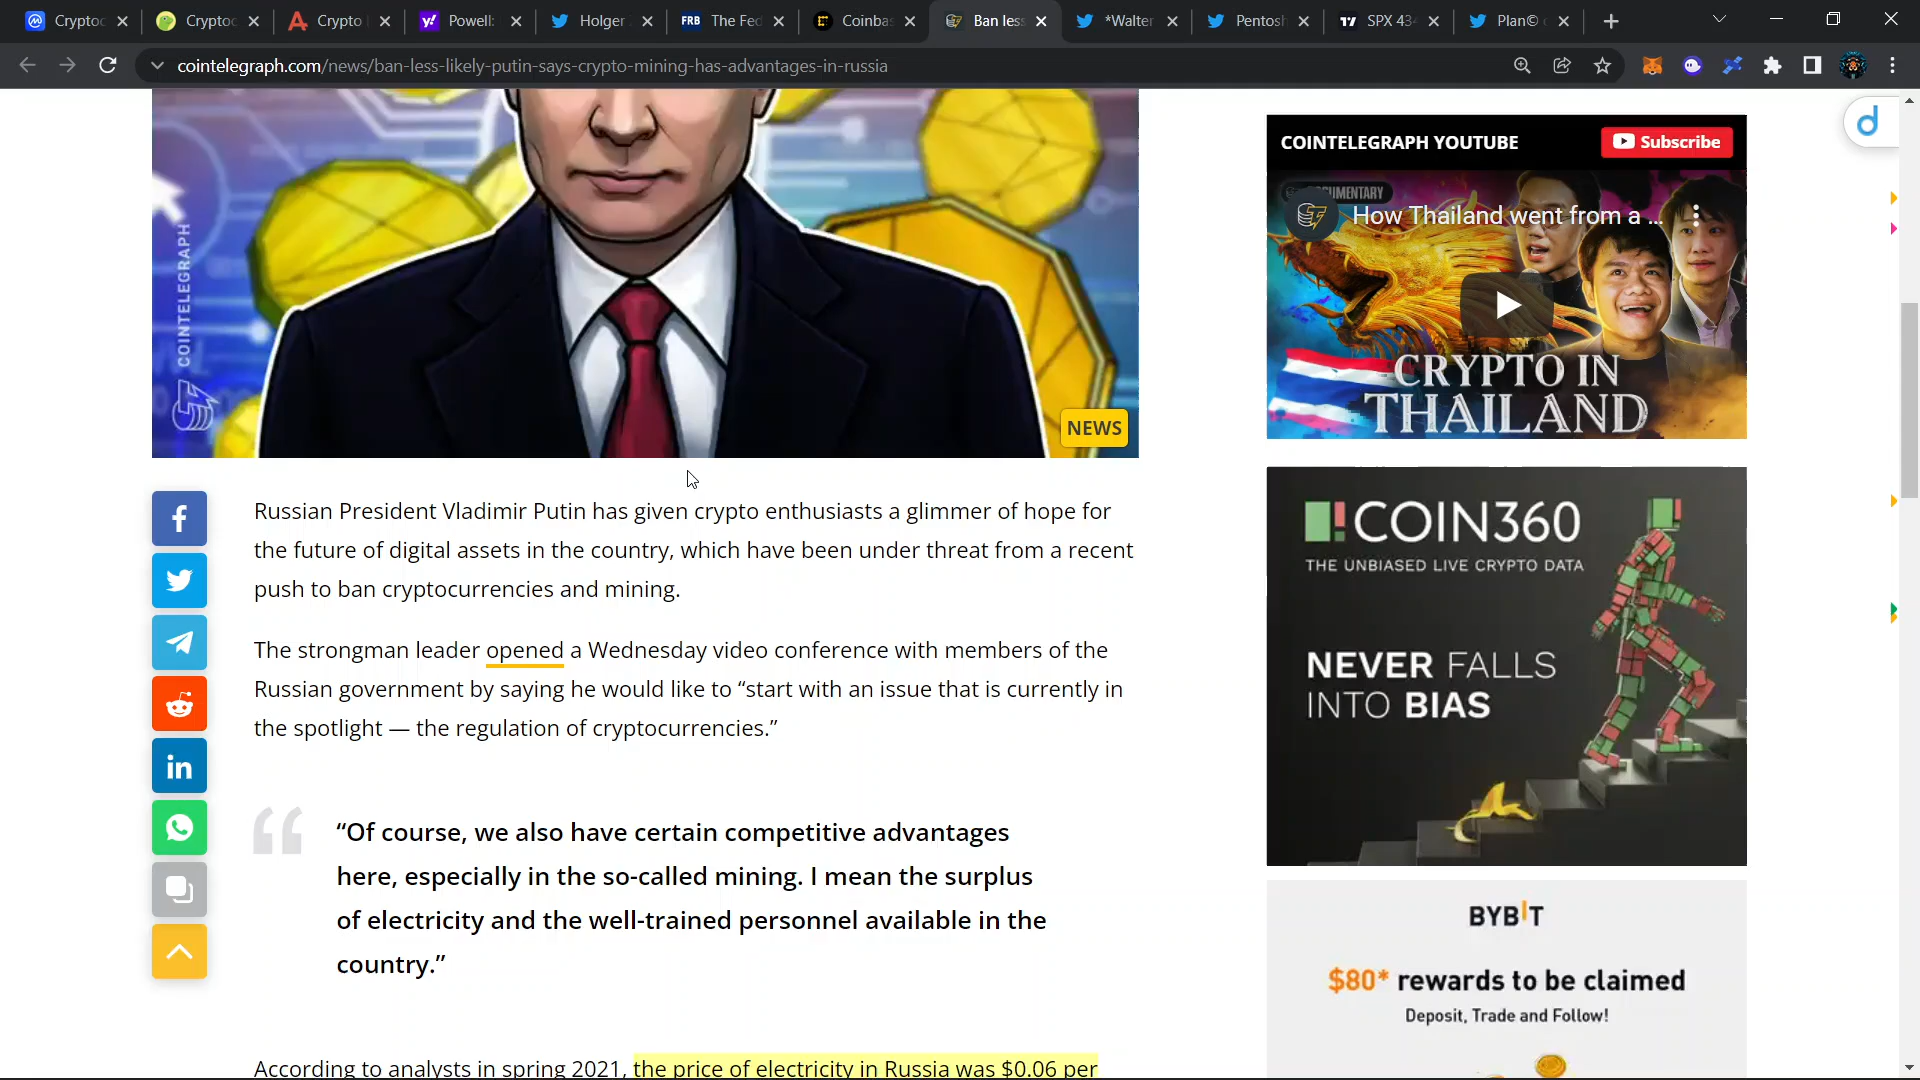 Cryptoc
Cryptoc
Crypto
Powell:
Holger
FRB The Fed
Coinbas
Ban less
*Walter
Pentosh
SPX 43
Plan©
cointelegraph.com/news/ban-less-likely-putin-says-crypto-mining-has-advantages-in-russia
COINTELEGRAPH
NEWS
Russian President Vladimir Putin has given crypto enthusiasts a glimmer of hope for
the future of digital assets in the country, which have been under threat from a recent
push to ban cryptocurrencies and mining.
The strongman leader opened a Wednesday video conference with members of the
Russian government by saying he would like to “start with an issue that is currently in
the spotlight — the regulation of cryptocurrencies.”
“Of course, we also have certain competitive advantages
here, especially in the so-called mining. I mean the surplus
of electricity and the well-trained personnel available in the
country.”
According to analysts in spring 2021, the price of electricity in Russia was $0.06 per
COINTELEGRAPH YOUTUBE
Subscribe
DOCUMENTARY
How Thailand went from a ...
CRYPTO IN
THAILAND
COIN360
THE UNBIASED LIVE CRYPTO DATA
NEVER FALLS
INTO BIAS
BYBIT
$80* rewards to be claimed
Deposit, Trade and Follow!